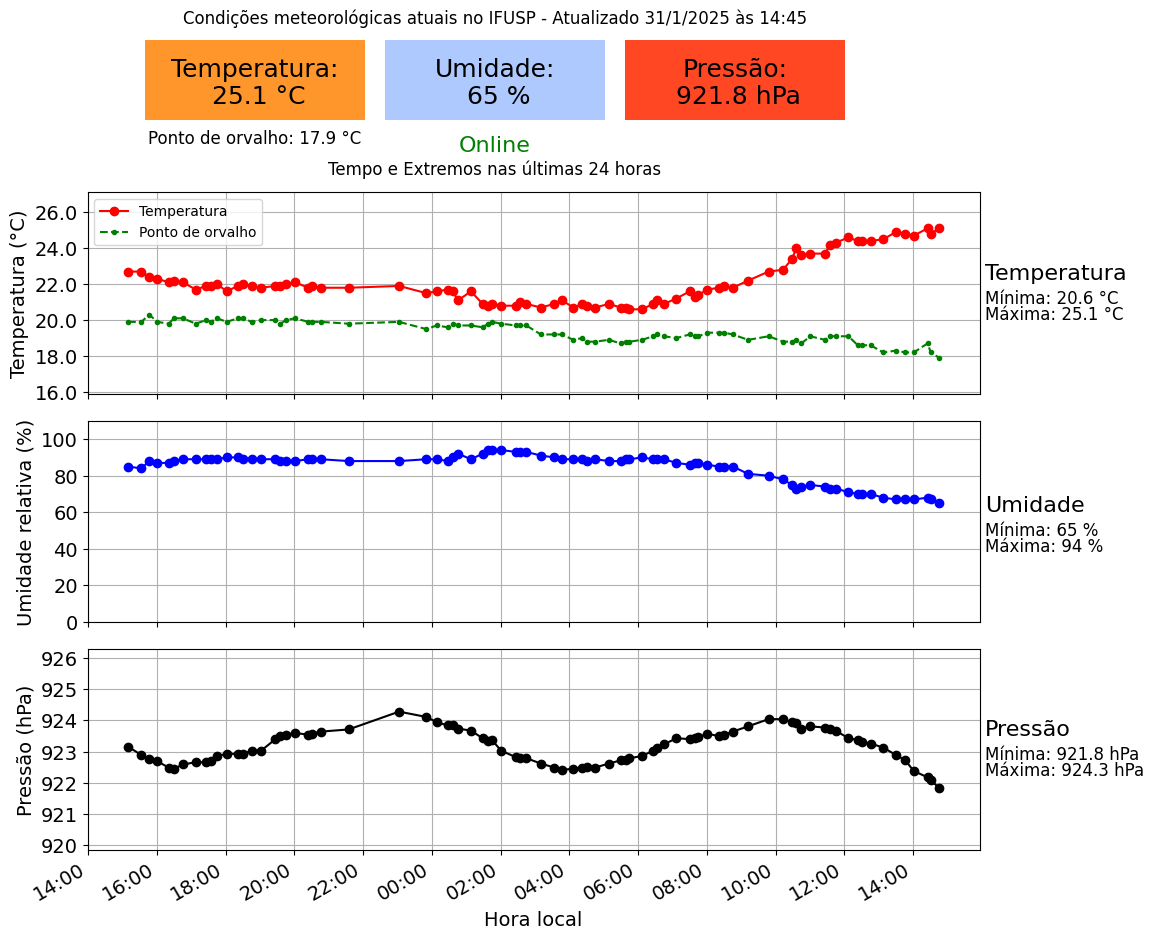 Condições meteorológicas atuais no IFUSP - Atualizado 31/1/2025 às 14:45
Temperatura:
25.1 °C
Umidade:
65 %
Pressão:
921.8 hPa
Ponto de orvalho: 17.9 °C
Online
Tempo e Extremos nas últimas 24 horas
Temperatura (°C)
26.0
24.0
22.0
20.0
18.0
16.0
Temperatura
Ponto de orvalho
Temperatura
Mínima: 20.6 °C
Máxima: 25.1 °C
Umidade relativa (%)
100
80
60
40
20
0
Umidade
Mínima: 65 %
Máxima: 94 %
Pressão (hPa)
926
925
924
923
922
921
920
Pressão
Mínima: 921.8 hPa
Máxima: 924.3 hPa
14:00 16:00 18:00 20:00 22:00 00:00 02:00 04:00 06:00 08:00 10:00 12:00 14:00
Hora local